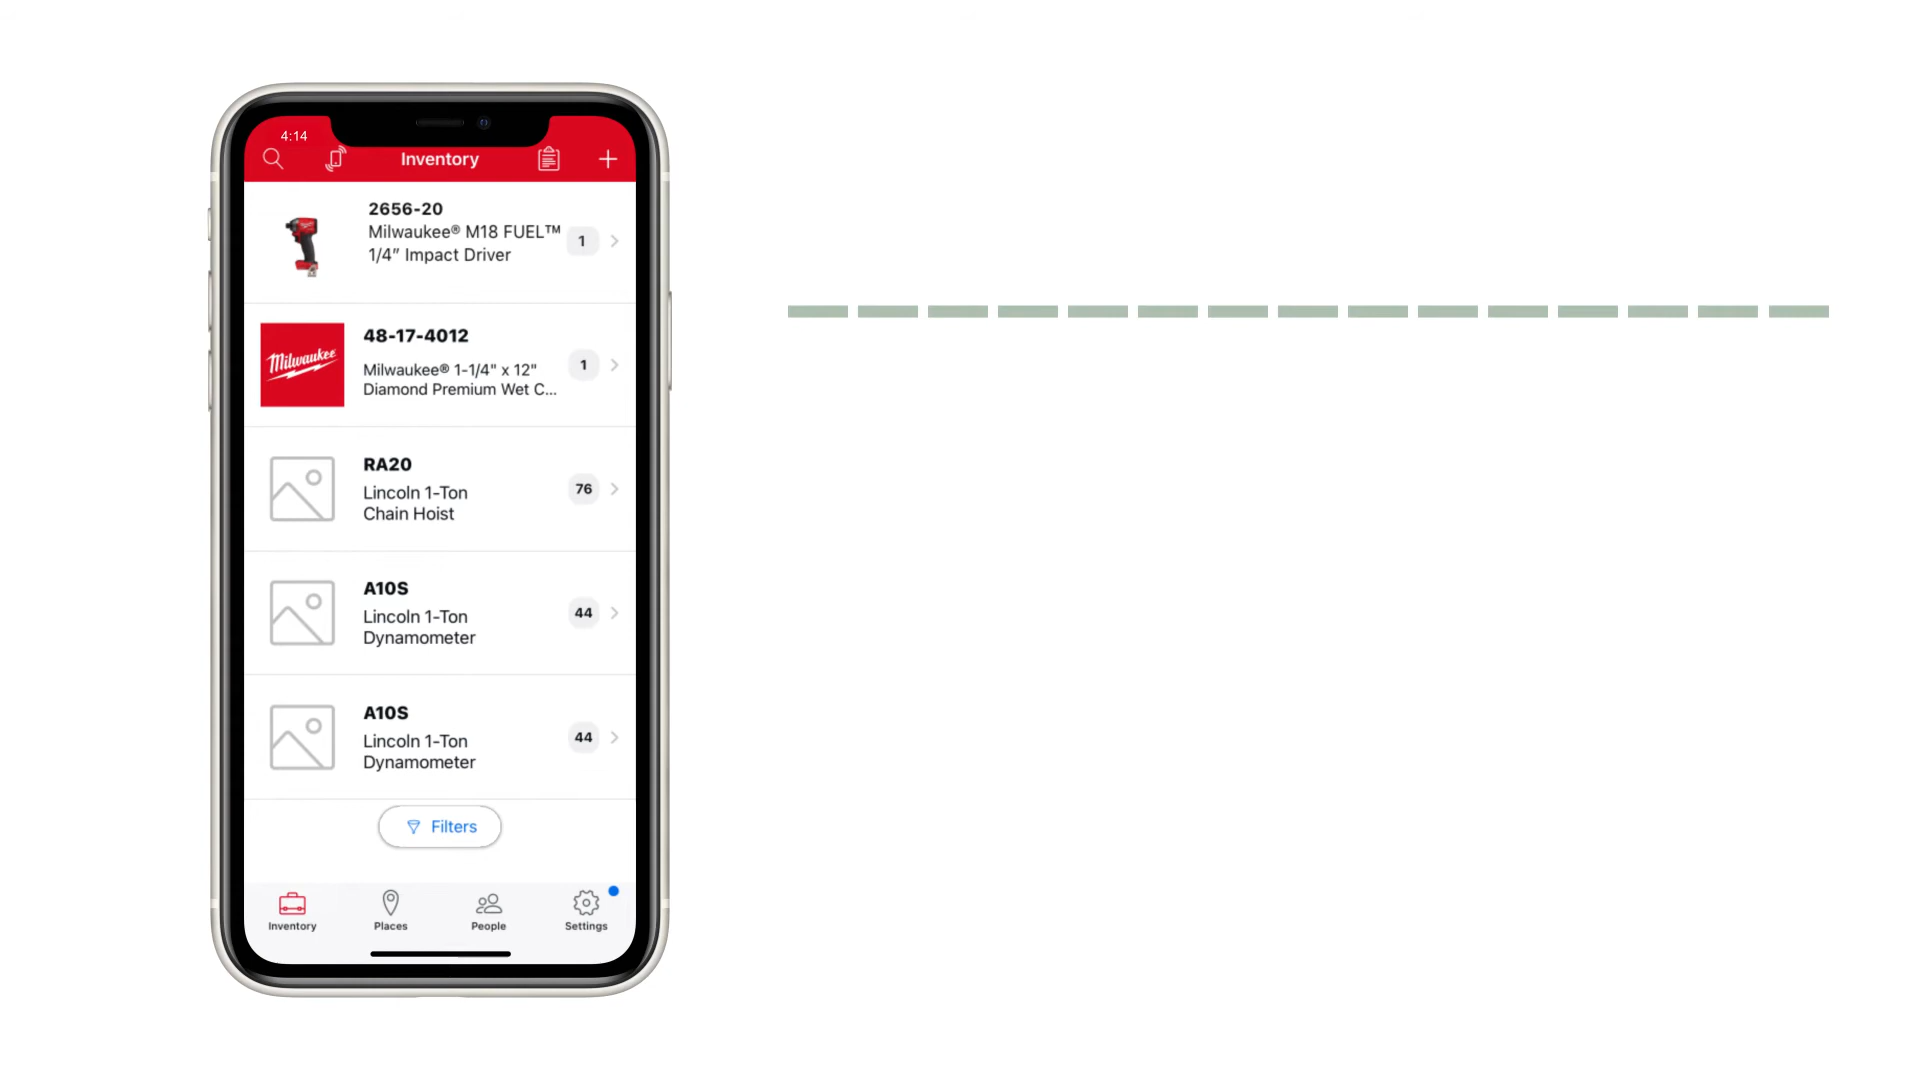 4:14
Inventory
2656-20
Milwaukee® M18 FUEL™
1/4” Impact Driver
1
Milwaukee
48-17-4012
Milwaukee® 1-1/4" x 12"
Diamond Premium Wet C...
1
RA20
Lincoln 1-Ton
Chain Hoist
76
A10S
Lincoln 1-Ton
Dynamometer
44
A10S
Lincoln 1-Ton
Dynamometer
44
Filters
Inventory
Places
People
Settings